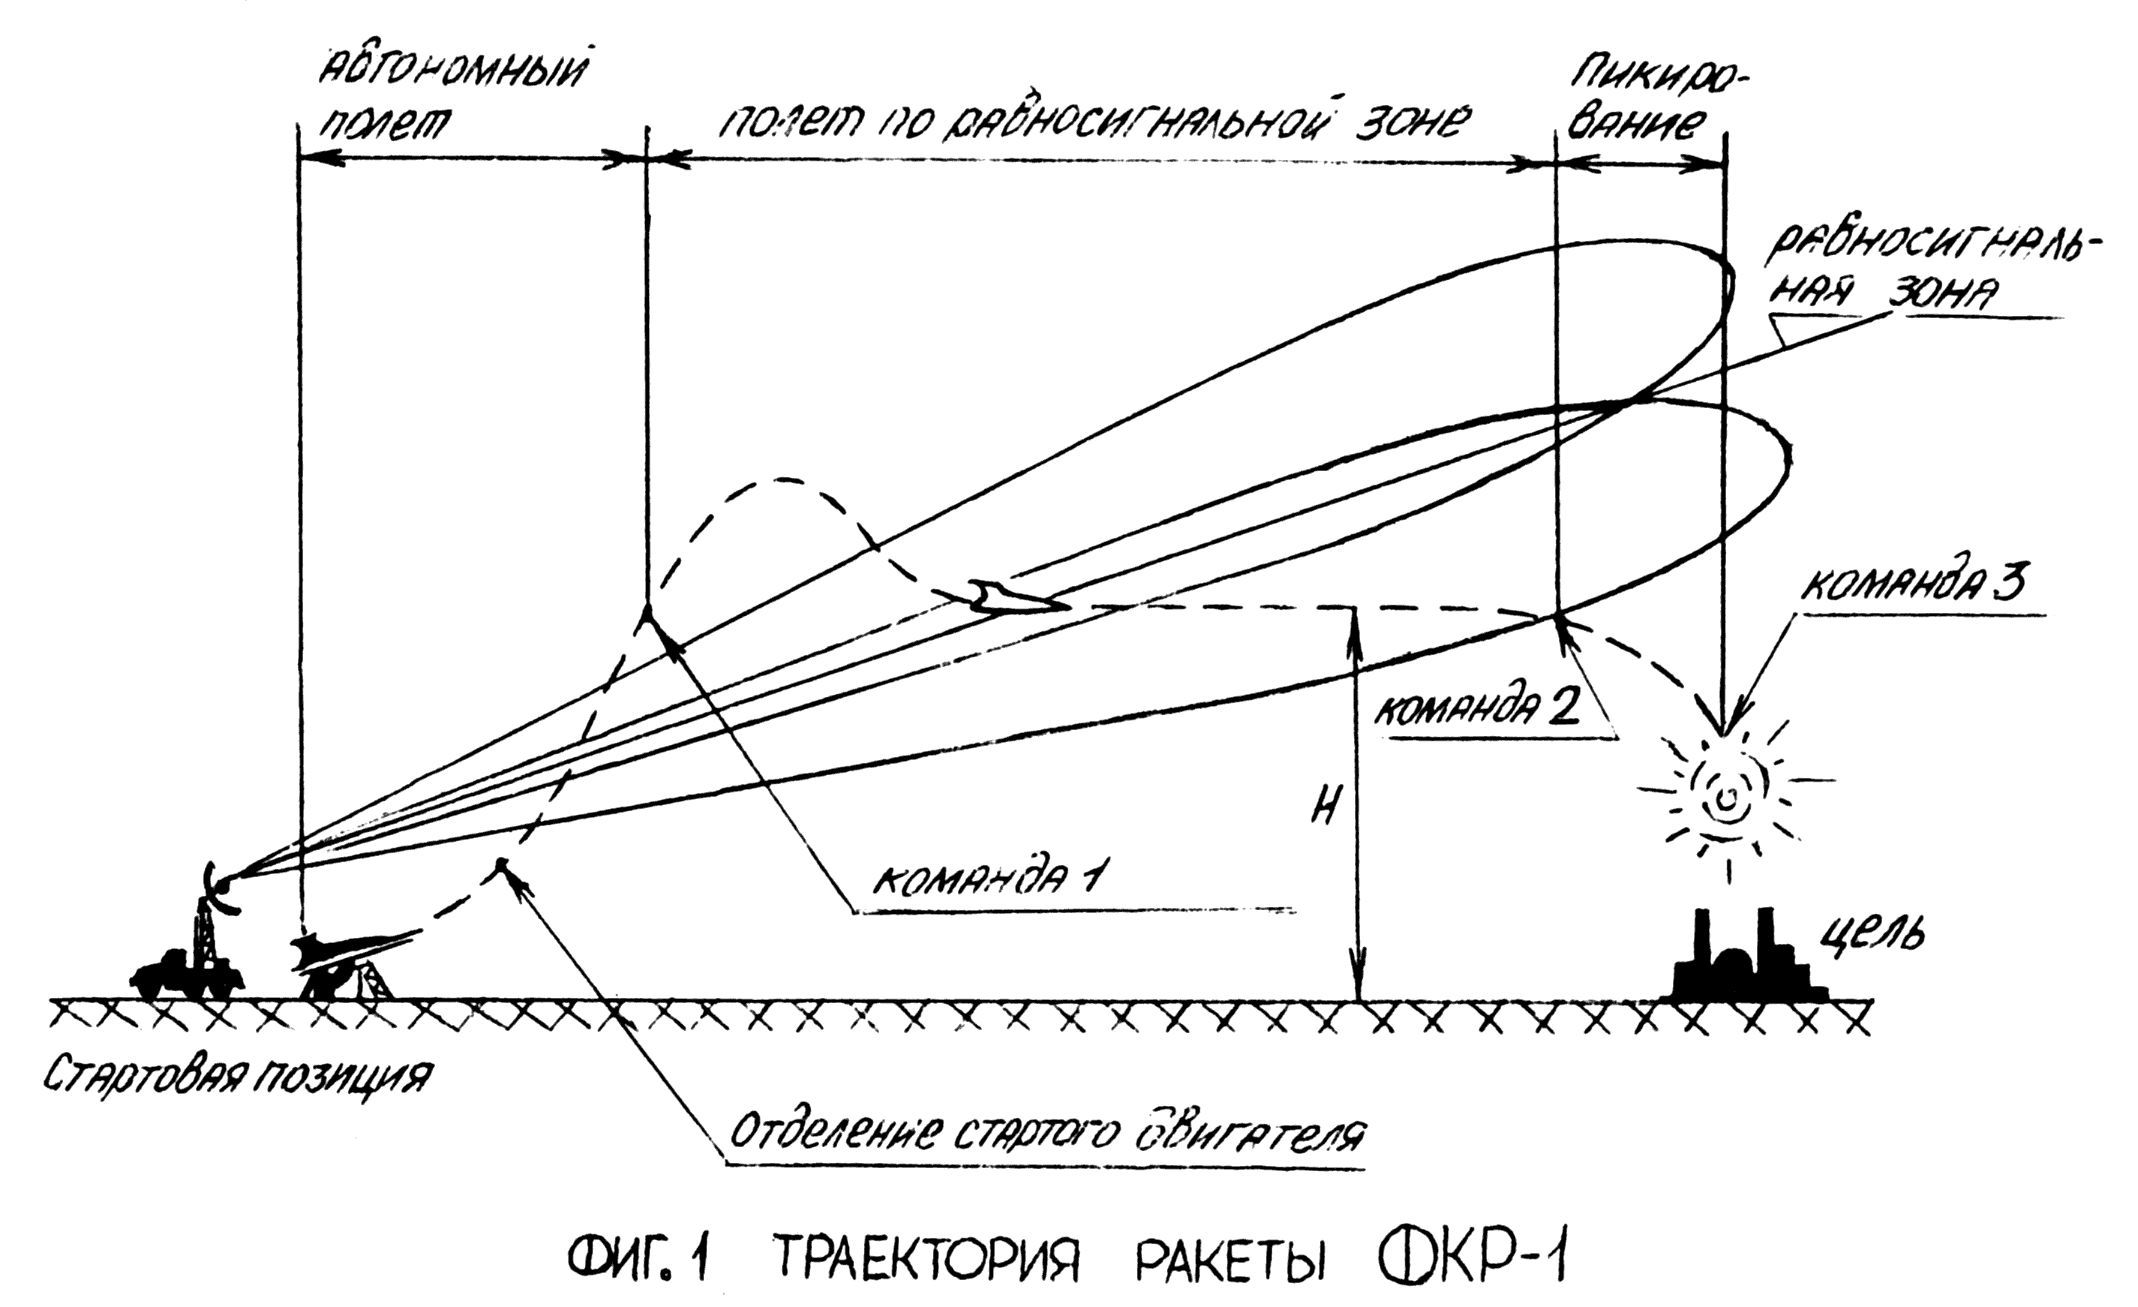 автономный
полет
полет по равносигнальной зоне
Пикиро-
вание
равносигналь-
ная зона
команда 3
команда 2
Н
команда 1
цель
Стартовая позиция
Отделение стартого двигателя
ФИГ. 1 ТРАЕКТОРИЯ РАКЕТЫ ФКР-1